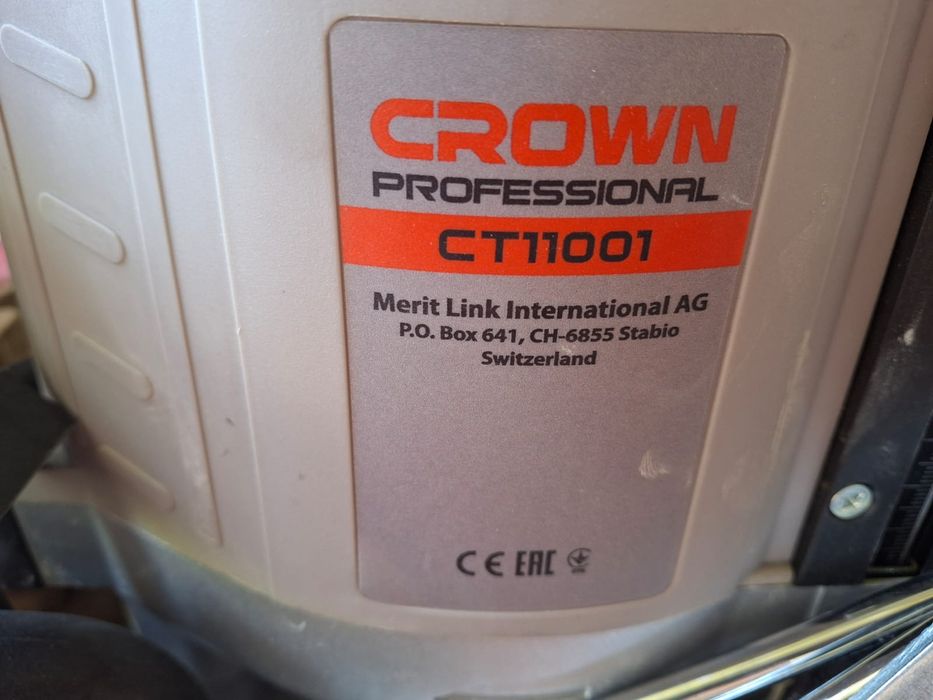 CROWN
PROFESSIONAL
CT11001
Merit Link International AG
P.O. Box 641, CH-6855 Stabio
Switzerland
CE EAC